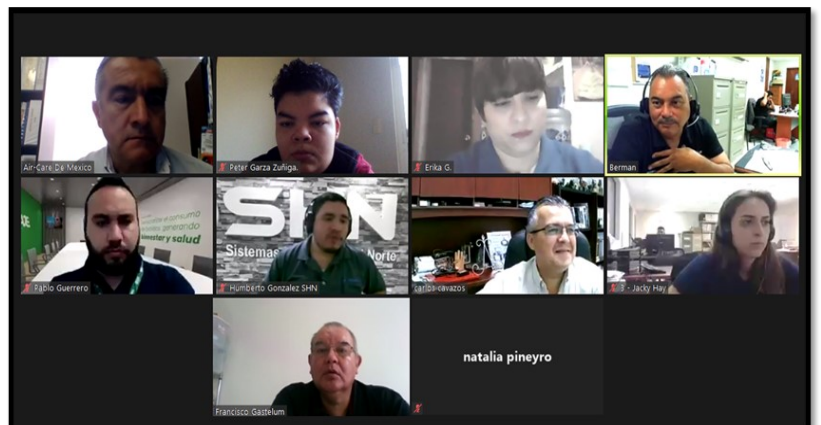 Air-Care De Mexico
Peter Garza Zuñiga.
Erika G.
Berman
generando
bienestar y salud
Pablo Guerrero
SHN
Sistemas
Norte
Humberto Gonzalez SHN
carlos cavazos
3 - Jacky Hay
Francisco Gastelum
natalia pineyro